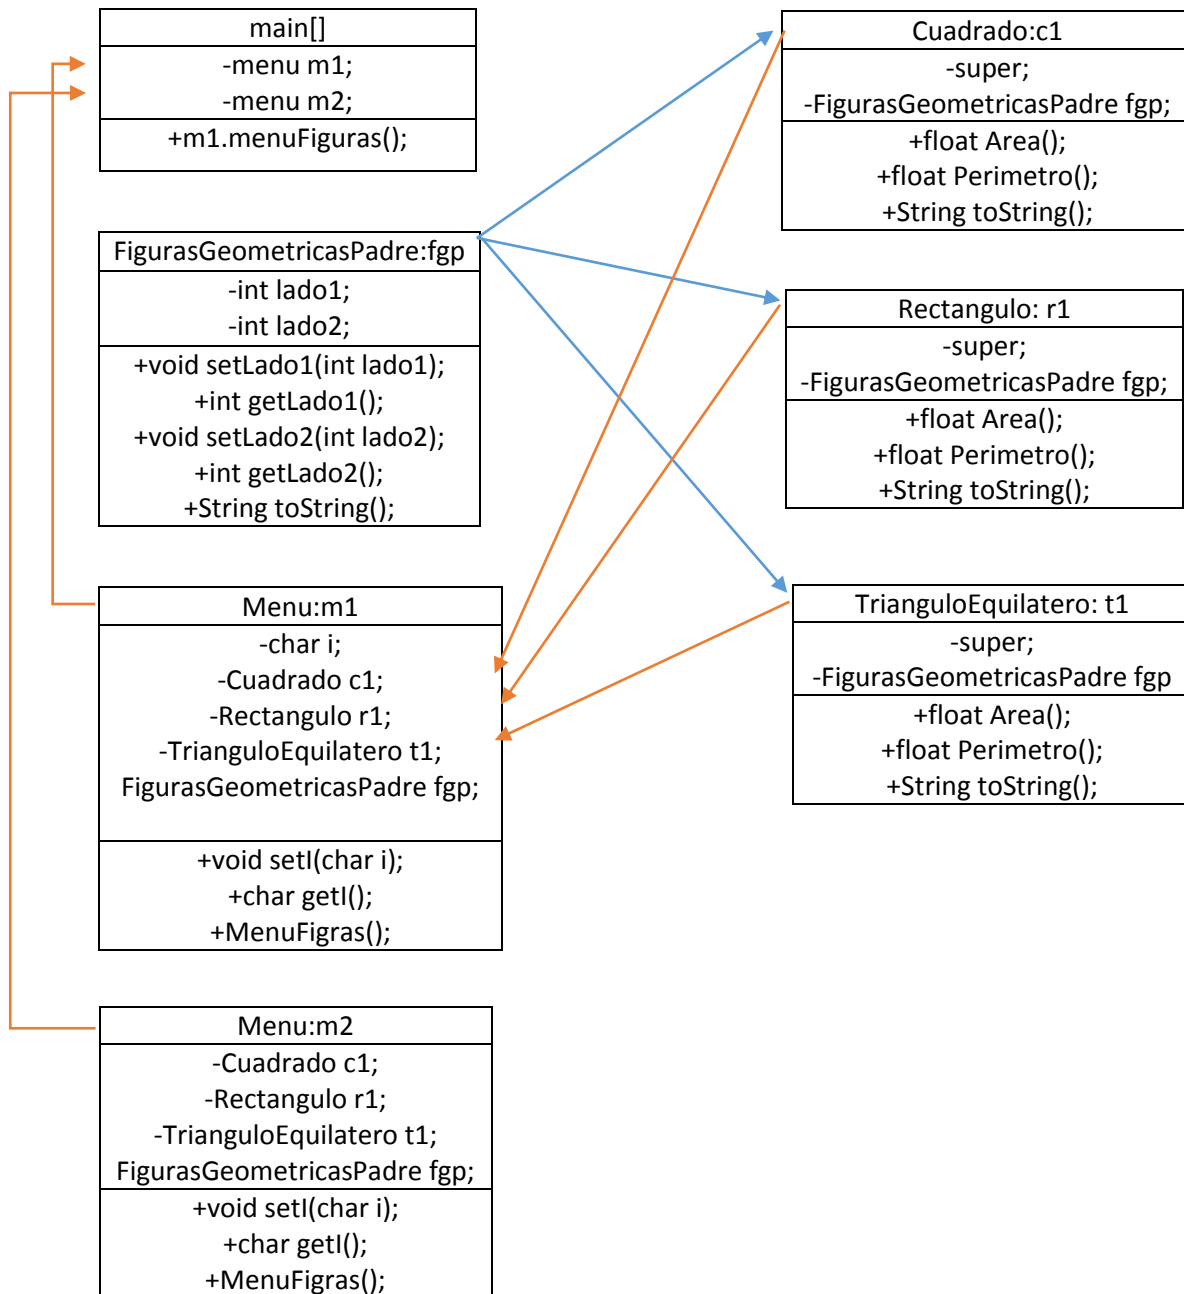 main[]
-menu m1;
-menu m2;
+m1.menuFiguras();
FigurasGeometricasPadre:fgp
-int lado1;
-int lado2;
+void setLado1(int lado1);
+int getLado1();
+void setLado2(int lado2);
+int getLado2();
+String toString();
Menu:m1
-char i;
-Cuadrado c1;
-Rectangulo r1;
-TrianguloEquilatero t1;
FigurasGeometricasPadre fgp;
+void setI(char i);
+char getI();
+MenuFigras();
Menu:m2
-Cuadrado c1;
-Rectangulo r1;
-TrianguloEquilatero t1;
FigurasGeometricasPadre fgp;
+void setI(char i);
+char getI();
+MenuFigras();
Cuadrado:c1
-super;
-FigurasGeometricasPadre fgp;
+float Area();
+float Perimetro();
+String toString();
Rectangulo: r1
-super;
-FigurasGeometricasPadre fgp;
+float Area();
+float Perimetro();
+String toString();
TrianguloEquilatero: t1
-super;
-FigurasGeometricasPadre fgp
+float Area();
+float Perimetro();
+String toString();